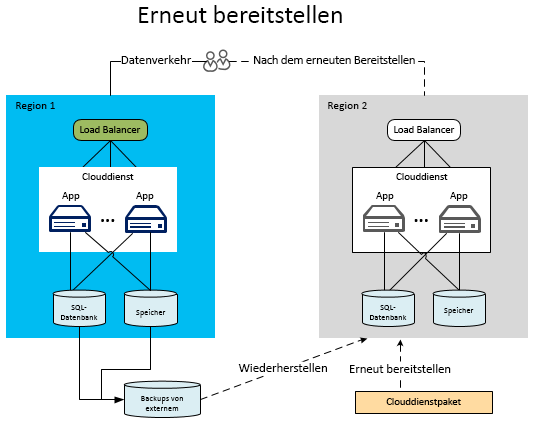 Erneut bereitstellen
Datenverkehr
Nach dem erneuten Bereitstellen
Region 1
Load Balancer
Clouddienst
App
...
App
SQL-
Datenbank
Speicher
Region 2
Load Balancer
Clouddienst
App
...
App
SQL-
Datenbank
Speicher
Wiederherstellen
Erneut bereitstellen
Backups von
externem
Clouddienstpaket